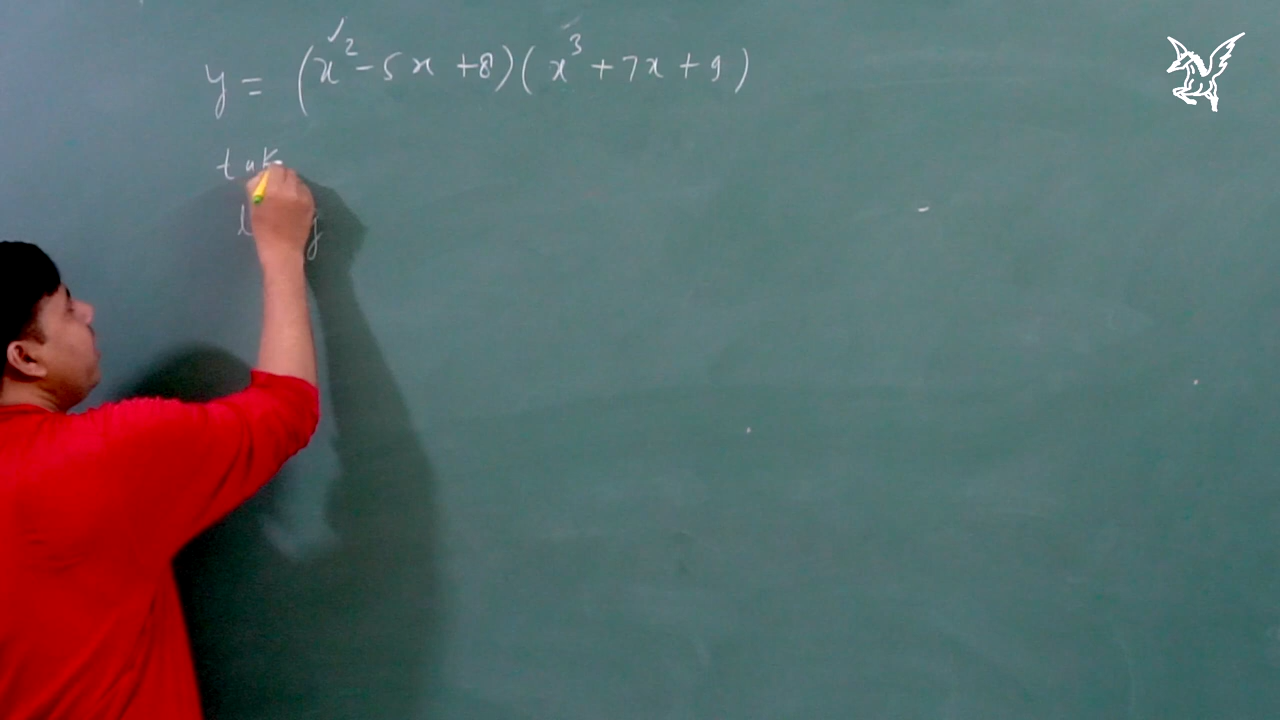 y = (x² - 5x + 8)(x³ + 7x + 9)
tak
l y